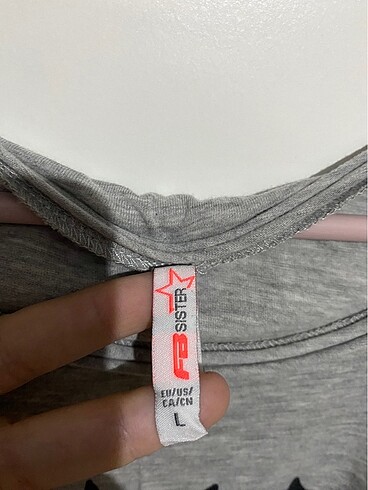 FB SISTER
EU/US/
CA/CN
L